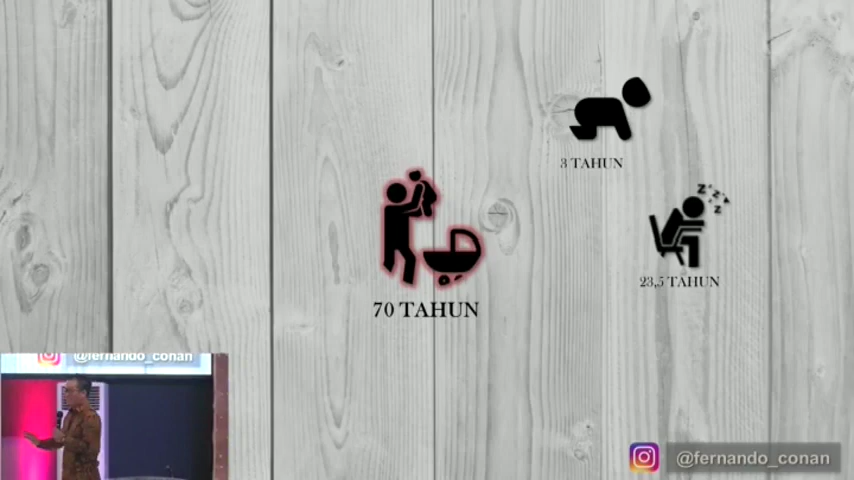 3 TAHUN
Z Z Z Z
23,5 TAHUN
70 TAHUN
@fernando_conan
@fernando_conan